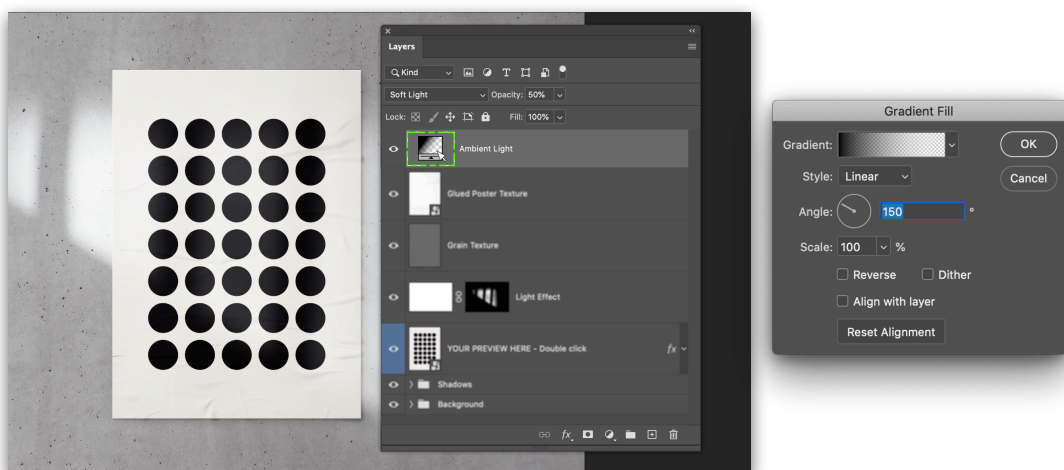 Layers
Kind
T
Soft Light Opacity: 50%
Lock: Fill: 100%
Ambient Light
Glued Poster Texture
Grain Texture
Light Effect
YOUR PREVIEW HERE - Double click fx
Shadows
Background
fx
Gradient Fill
Gradient: OK
Style: Linear Cancel
Angle: 150 °
Scale: 100 %
Reverse Dither
Align with layer
Reset Alignment